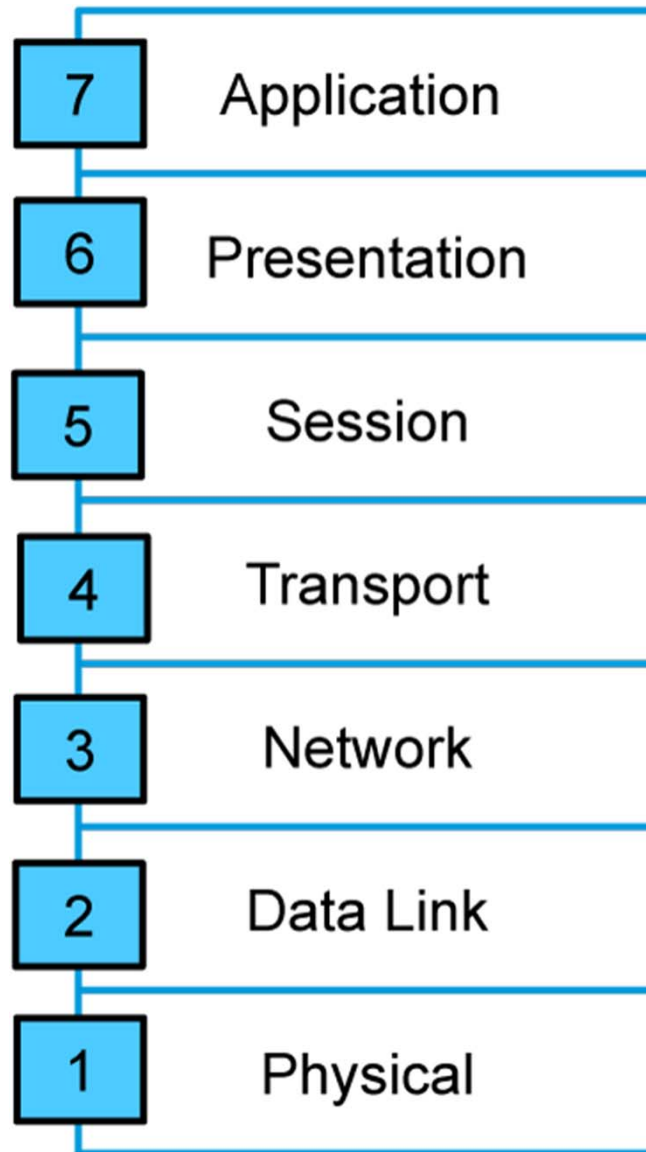 7 Application
6 Presentation
5 Session
4 Transport
3 Network
2 Data Link
1 Physical